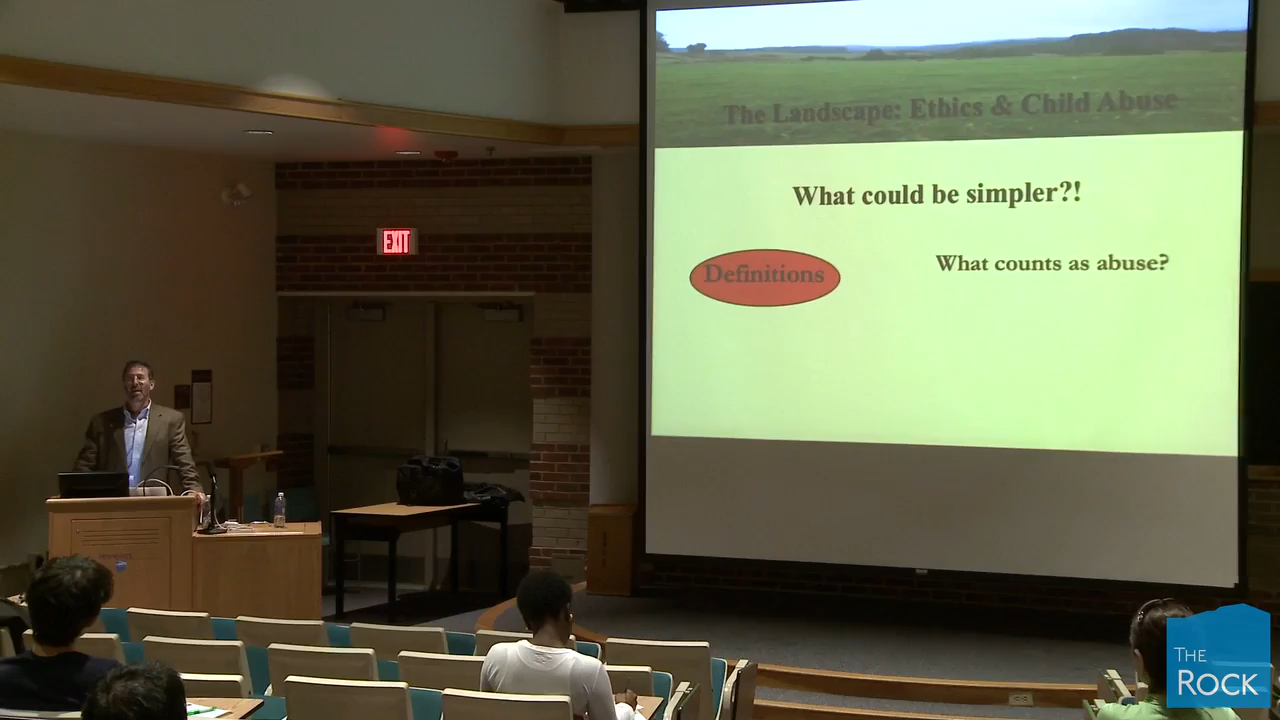 The Landscape: Ethics & Child Abuse
What could be simpler?!
Definitions
What counts as abuse?
EXIT
THE
ROCK